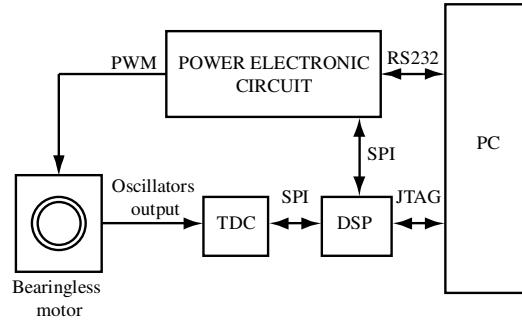 PWM
POWER ELECTRONIC
CIRCUIT
RS232
PC
SPI
Oscillators
output
SPI
JTAG
TDC
DSP
Bearingless
motor